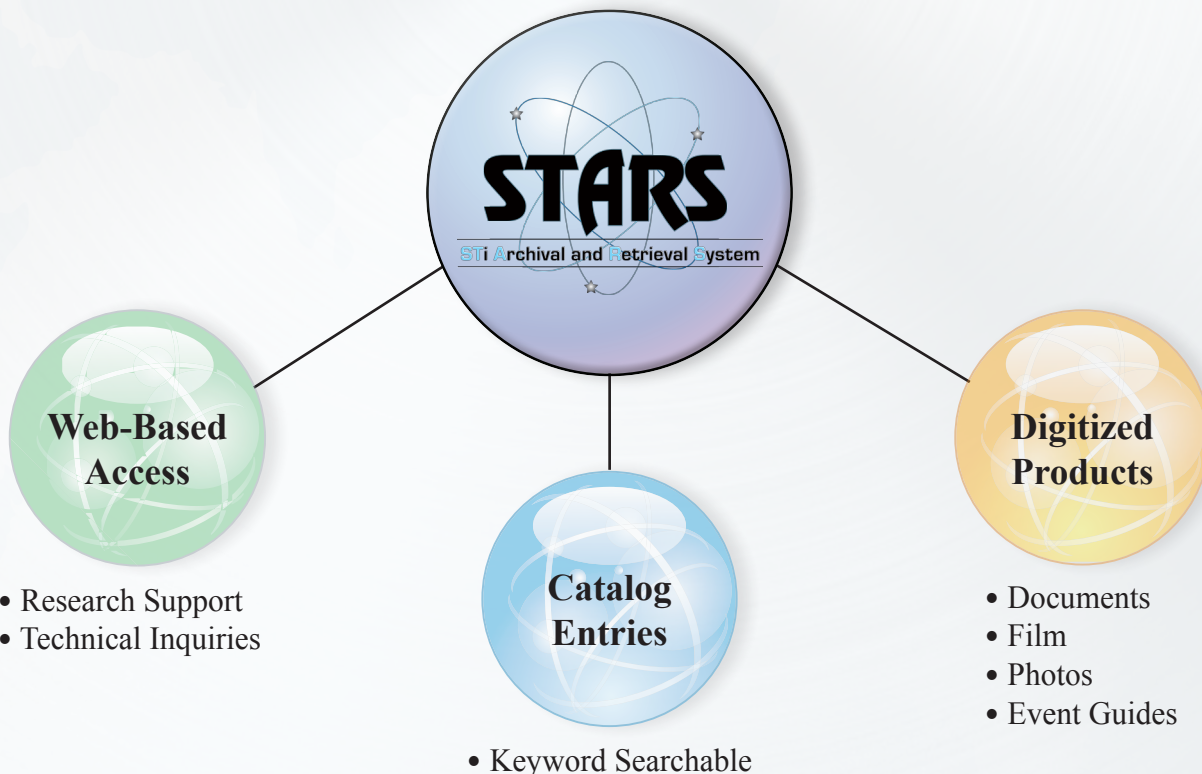 STARS
STi Archival and Retrieval System
Web-Based
Access
• Research Support
• Technical Inquiries
Catalog
Entries
• Keyword Searchable
Digitized
Products
• Documents
• Film
• Photos
• Event Guides